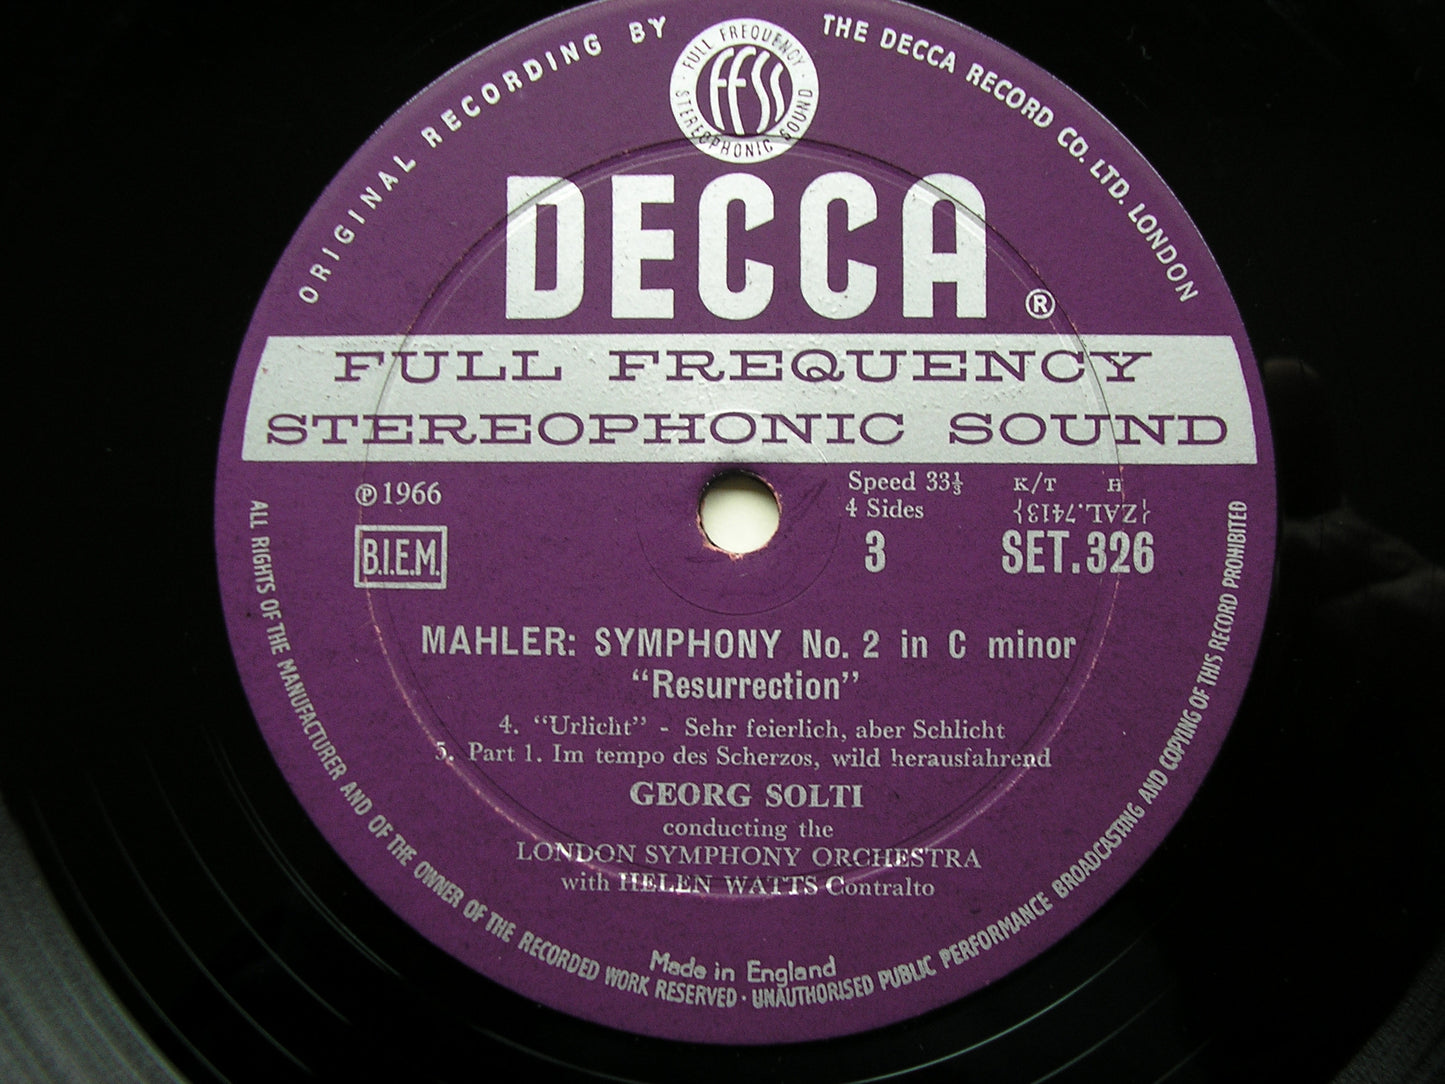 ORIGINAL RECORDING BY
THE DECCA RECORD CO. LTD. LONDON
FULL FREQUENCY
ffss
STEREOPHONIC SOUND
DECCA ®
FULL FREQUENCY
STEREOPHONIC SOUND
℗ 1966
B.I.E.M.
Speed 33⅓
4 Sides
3
K/T H
{ZAL.7413}
SET.326
MAHLER: SYMPHONY No. 2 in C minor
“Resurrection”
4. “Urlicht” - Sehr feierlich, aber Schlicht
5. Part 1. Im tempo des Scherzos, wild herausfahrend
GEORG SOLTI
conducting the
LONDON SYMPHONY ORCHESTRA
with HELEN WATTS Contralto
Made in England
ALL RIGHTS OF THE MANUFACTURER AND OF THE OWNER OF THE RECORDED WORK RESERVED · UNAUTHORISED PUBLIC PERFORMANCE BROADCASTING AND COPYING OF THIS RECORD PROHIBITED